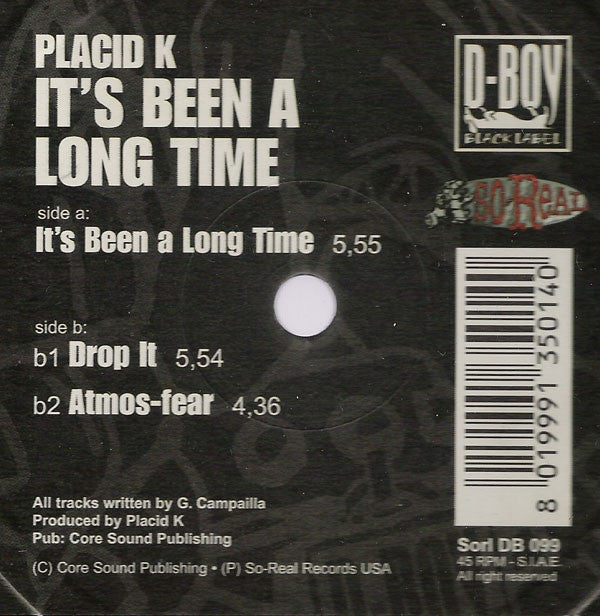 PLACID K
IT'S BEEN A
LONG TIME
side a:
It's Been a Long Time 5,55
side b:
b1 Drop It 5,54
b2 Atmos-fear 4,36
All tracks written by G. Campailla
Produced by Placid K
Pub: Core Sound Publishing
(C) Core Sound Publishing • (P) So-Real Records USA
D-BOY
BLACK LABEL
SO-REAL
8 019991 350140
Sorl DB 099
45 RPM - S.I.A.E.
All right reserved